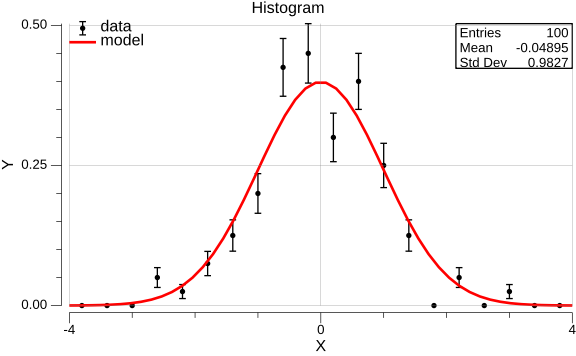 Histogram
data
model
Entries 100
Mean -0.04895
Std Dev 0.9827
0.50
0.25
0.00
Y
-4 0 4
X